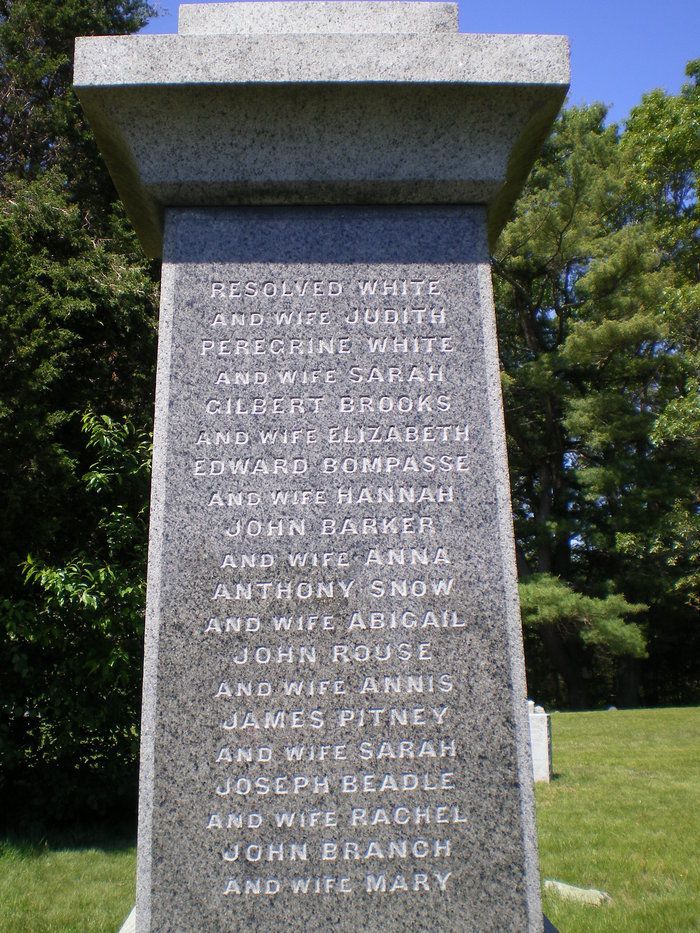 RESOLVED WHITE
AND WIFE JUDITH
PEREGRINE WHITE
AND WIFE SARAH
GILBERT BROOKS
AND WIFE ELIZABETH
EDWARD BOMPASSE
AND WIFE HANNAH
JOHN BARKER
AND WIFE ANNA
ANTHONY SNOW
AND WIFE ABIGAIL
JOHN ROUSE
AND WIFE ANNIS
JAMES PITNEY
AND WIFE SARAH
JOSEPH BEADLE
AND WIFE RACHEL
JOHN BRANCH
AND WIFE MARY